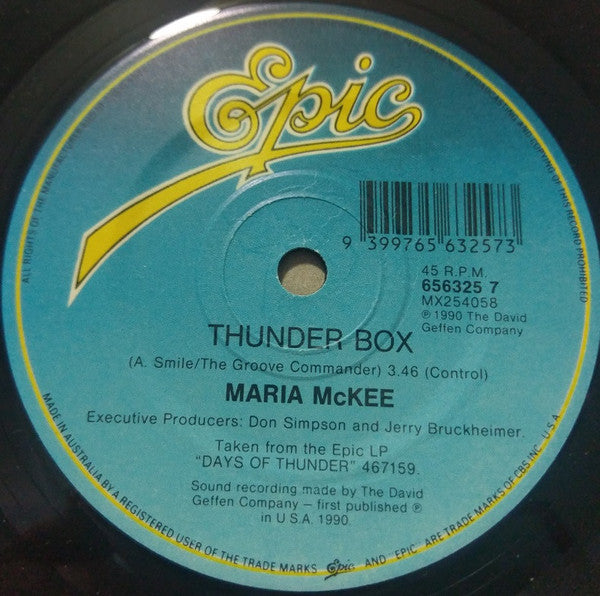 Epic
9 399765 632573
45 R.P.M.
656325 7
MX254058
℗ 1990 The David
Geffen Company
THUNDER BOX
(A. Smile/The Groove Commander) 3.46 (Control)
MARIA McKEE
Executive Producers: Don Simpson and Jerry Bruckheimer.
Taken from the Epic LP
"DAYS OF THUNDER" 467159.
Sound recording made by The David
Geffen Company – first published ℗
in U.S.A. 1990
ALL RIGHTS OF THE MANUFAC
TING OF THIS RECORD PROHIBITED
MADE IN AUSTRALIA BY A REGISTERED USER OF THE TRADE MARKS Epic AND "EPIC" ARE TRADE MARKS OF CBS INC. U.S.A.